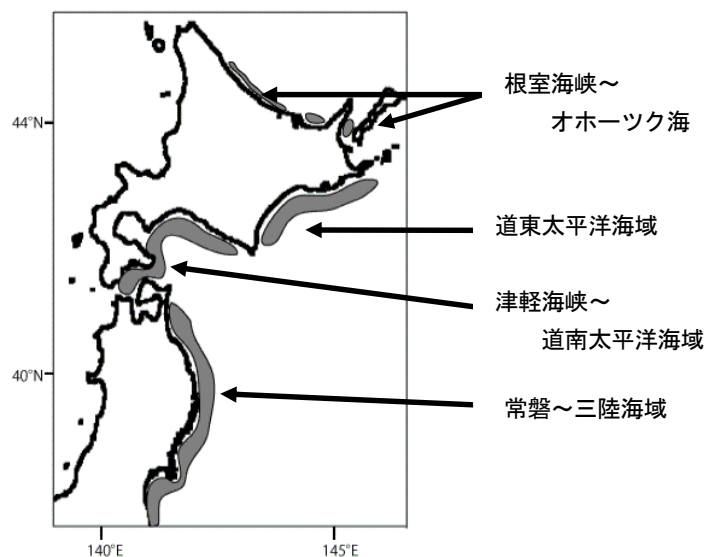 根室海峡～
オホーツク海
44°N
道東太平洋海域
津軽海峡～
道南太平洋海域
40°N
常磐～三陸海域
140°E
145°E